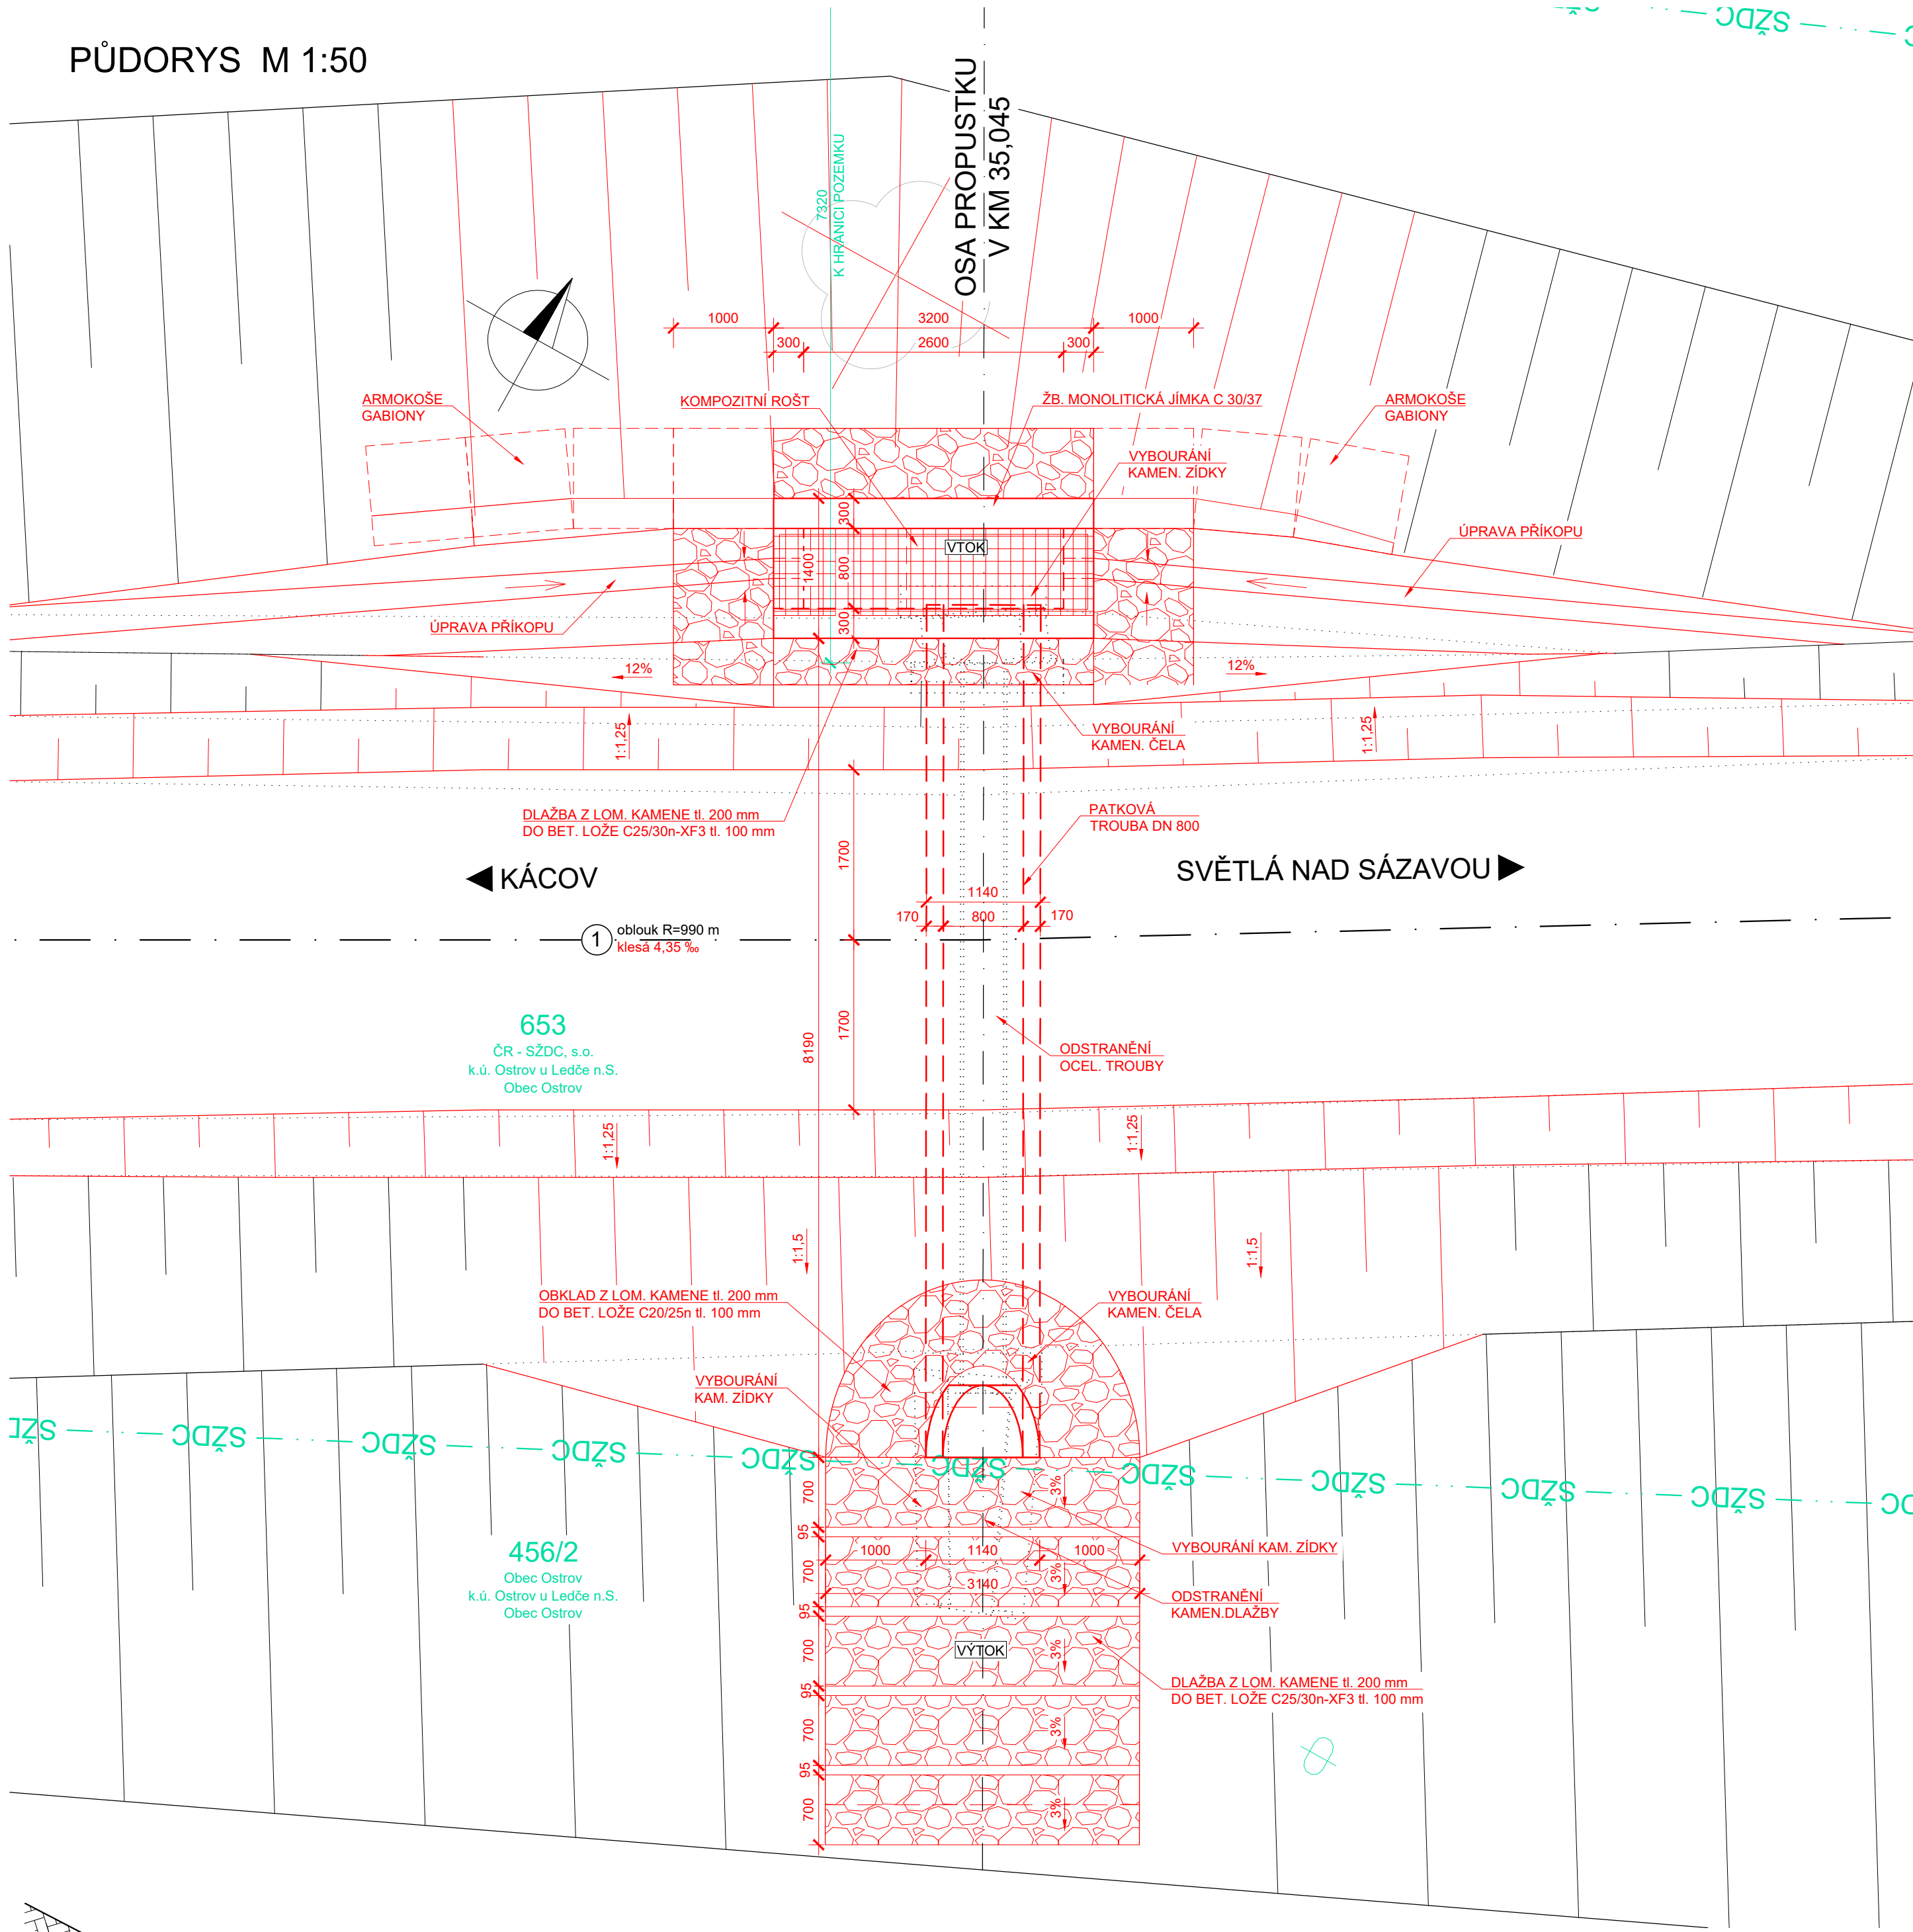 PŮDORYS M 1:50
SŽDC
OSA PROPUSTKU
V KM 35,045
7320
K HRANICI POZEMKU
1000
3200
1000
300
2600
300
ARMOKOŠE
GABIONY
KOMPOZITNÍ ROŠT
ŽB. MONOLITICKÁ JÍMKA C 30/37
ARMOKOŠE
GABIONY
VYBOURÁNÍ
KAMEN. ZÍDKY
300
VTOK
ÚPRAVA PŘÍKOPU
1400
800
300
ÚPRAVA PŘÍKOPU
12%
12%
1:1,25
VYBOURÁNÍ
KAMEN. ČELA
1:1,25
DLAŽBA Z LOM. KAMENE tl. 200 mm
DO BET. LOŽE C25/30n-XF3 tl. 100 mm
PATKOVÁ
TROUBA DN 800
1700
KÁCOV
SVĚTLÁ NAD SÁZAVOU
1140
170
800
170
1
oblouk R=990 m
klesá 4,35 ‰
653
ČR - SŽDC, s.o.
k.ú. Ostrov u Ledče n.S.
Obec Ostrov
8190
1700
ODSTRANĚNÍ
OCEL. TROUBY
1:1,25
1:1,25
1:1,5
1:1,5
OBKLAD Z LOM. KAMENE tl. 200 mm
DO BET. LOŽE C20/25n tl. 100 mm
VYBOURÁNÍ
KAMEN. ČELA
VYBOURÁNÍ
KAM. ZÍDKY
SŽDC
SŽDC
SŽDC
SŽDC
SŽDC
SŽDC
SŽDC
SŽDC
SŽDC
700
3%
95
VYBOURÁNÍ KAM. ZÍDKY
456/2
Obec Ostrov
k.ú. Ostrov u Ledče n.S.
Obec Ostrov
700
1000
1140
1000
3%
3140
ODSTRANĚNÍ
KAMEN.DLAŽBY
95
700
VÝTOK
3%
DLAŽBA Z LOM. KAMENE tl. 200 mm
DO BET. LOŽE C25/30n-XF3 tl. 100 mm
95
700
3%
95
700
3%